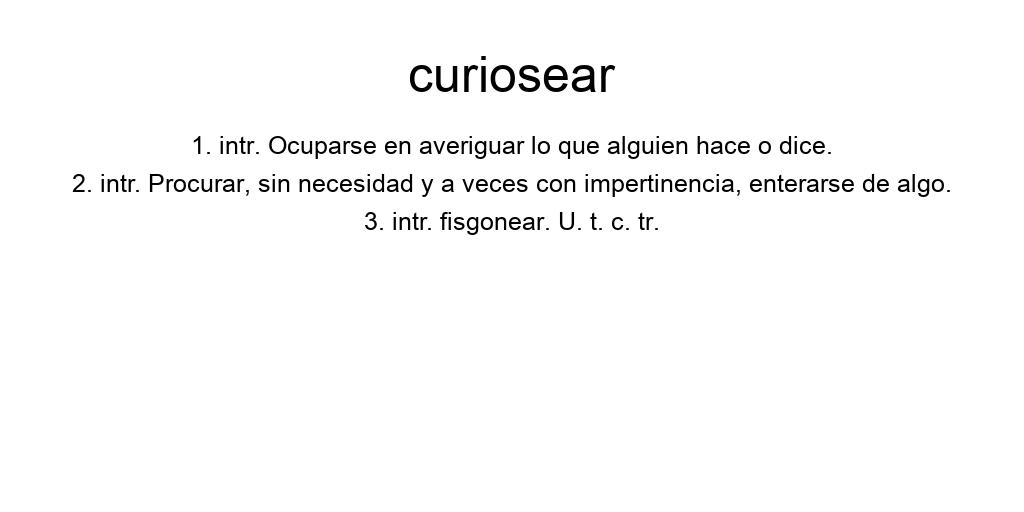 curiosear
1. intr. Ocuparse en averiguar lo que alguien hace o dice.
2. intr. Procurar, sin necesidad y a veces con impertinencia, enterarse de algo.
3. intr. fisgonear. U. t. c. tr.